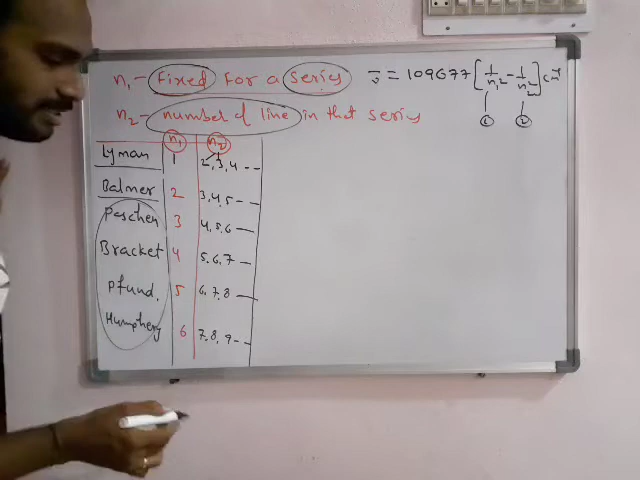 n₁ - Fixed For a Series
ν̅ = 109677 [1/n₁² - 1/n₂²] cm⁻¹
n₂ - number of line in that series
① ②
n₁ n₂
Lyman 1 2, 3, 4 --
Balmer 2 3, 4, 5 --
Paschen 3 4, 5, 6 --
Bracket 4 5, 6, 7 --
Pfund. 5 6, 7, 8 --
Humphery 6 7, 8, 9 --